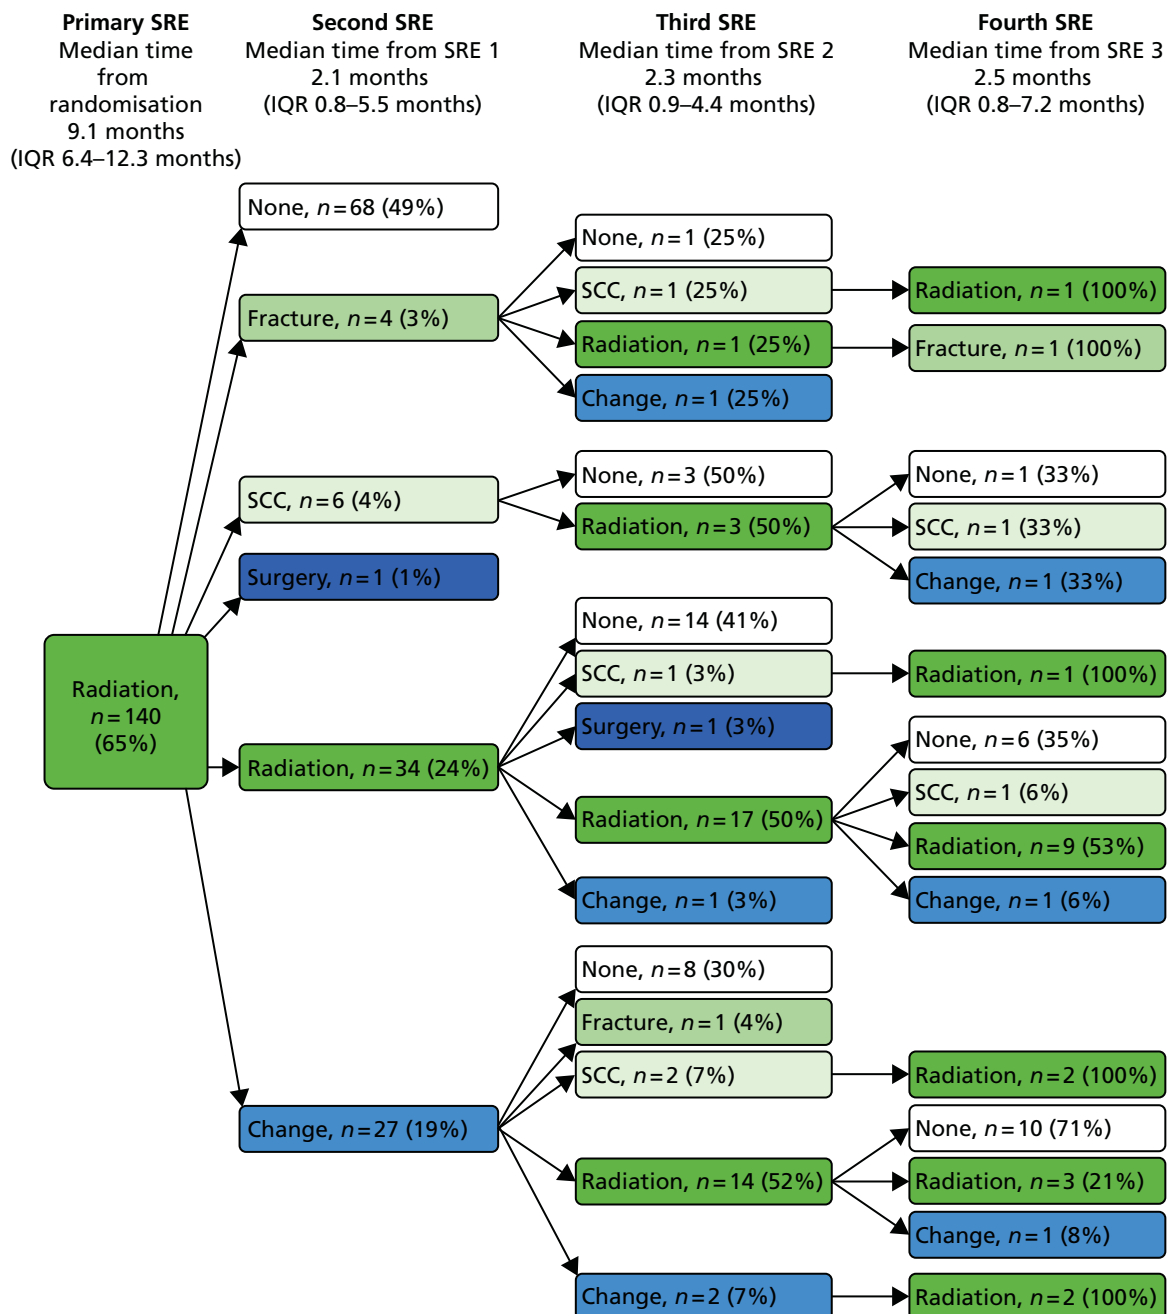 Primary SRE
Median time
from
randomisation
9.1 months
(IQR 6.4–12.3 months)
Second SRE
Median time from SRE 1
2.1 months
(IQR 0.8–5.5 months)
Third SRE
Median time from SRE 2
2.3 months
(IQR 0.9–4.4 months)
Fourth SRE
Median time from SRE 3
2.5 months
(IQR 0.8–7.2 months)
Radiation,
n=140
(65%)
None, n=68 (49%)
Fracture, n=4 (3%)
SCC, n=6 (4%)
Surgery, n=1 (1%)
Radiation, n=34 (24%)
Change, n=27 (19%)
None, n=1 (25%)
SCC, n=1 (25%)
Radiation, n=1 (25%)
Change, n=1 (25%)
None, n=3 (50%)
Radiation, n=3 (50%)
None, n=14 (41%)
SCC, n=1 (3%)
Surgery, n=1 (3%)
Radiation, n=17 (50%)
Change, n=1 (3%)
None, n=8 (30%)
Fracture, n=1 (4%)
SCC, n=2 (7%)
Radiation, n=14 (52%)
Change, n=2 (7%)
Radiation, n=1 (100%)
Fracture, n=1 (100%)
None, n=1 (33%)
SCC, n=1 (33%)
Change, n=1 (33%)
Radiation, n=1 (100%)
None, n=6 (35%)
SCC, n=1 (6%)
Radiation, n=9 (53%)
Change, n=1 (6%)
Radiation, n=2 (100%)
None, n=10 (71%)
Radiation, n=3 (21%)
Change, n=1 (8%)
Radiation, n=2 (100%)